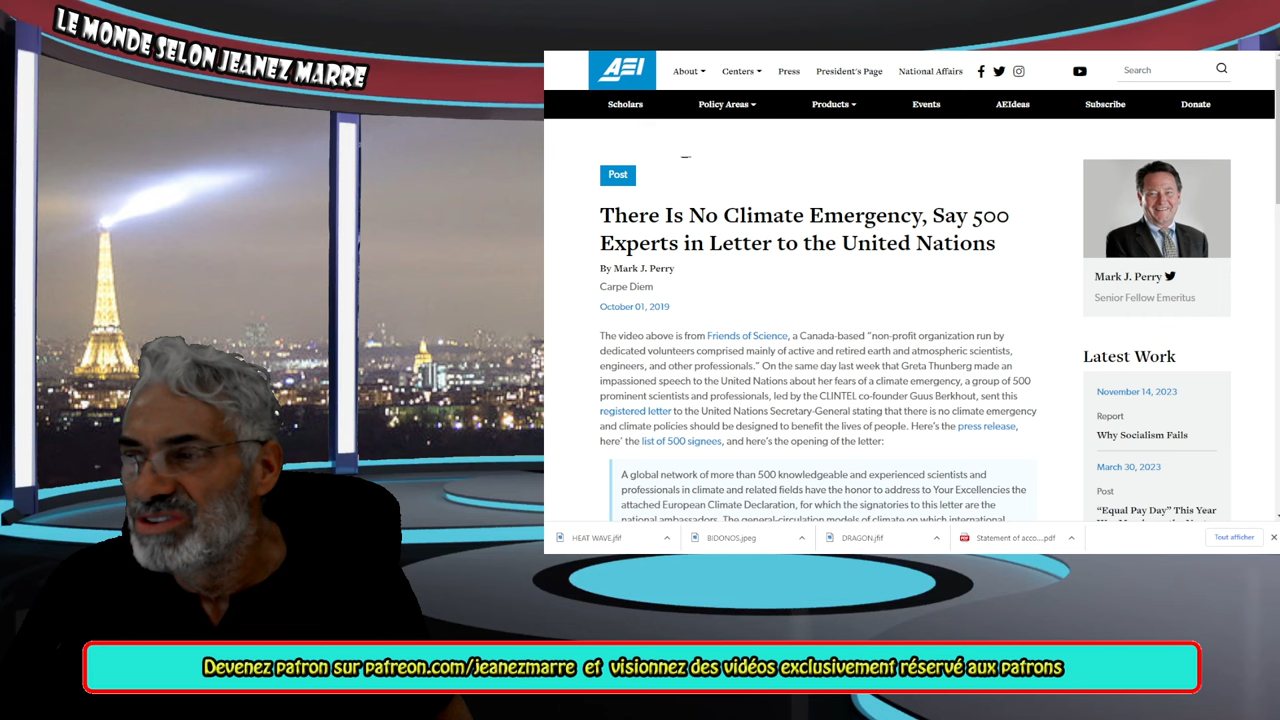 LE MONDE SELON JEANEZ MARRE
AEI
About Centers Press President's Page National Affairs Search
Scholars Policy Areas Products Events AEIdeas Subscribe Donate
Post
There Is No Climate Emergency, Say 500
Experts in Letter to the United Nations
By Mark J. Perry
Carpe Diem
October 01, 2019
The video above is from Friends of Science, a Canada-based “non-profit organization run by
dedicated volunteers comprised mainly of active and retired earth and atmospheric scientists,
engineers, and other professionals.” On the same day last week that Greta Thunberg made an
impassioned speech to the United Nations about her fears of a climate emergency, a group of 500
prominent scientists and professionals, led by the CLINTEL co-founder Guus Berkhout, sent this
registered letter to the United Nations Secretary-General stating that there is no climate emergency
and climate policies should be designed to benefit the lives of people. Here's the press release,
here' the list of 500 signees, and here's the opening of the letter:
A global network of more than 500 knowledgeable and experienced scientists and
professionals in climate and related fields have the honor to address to Your Excellencies the
attached European Climate Declaration, for which the signatories to this letter are the
national ambassadors. The general-circulation models of climate on which international
Mark J. Perry
Senior Fellow Emeritus
Latest Work
November 14, 2023
Report
Why Socialism Fails
March 30, 2023
Post
“Equal Pay Day” This Year
HEAT WAVE.jfif BIDONOS.jpeg DRAGON.jfif Statement of acco....pdf Tout afficher
Devenez patron sur patreon.com/jeanezmarre et visionnez des vidéos exclusivement réservé aux patrons